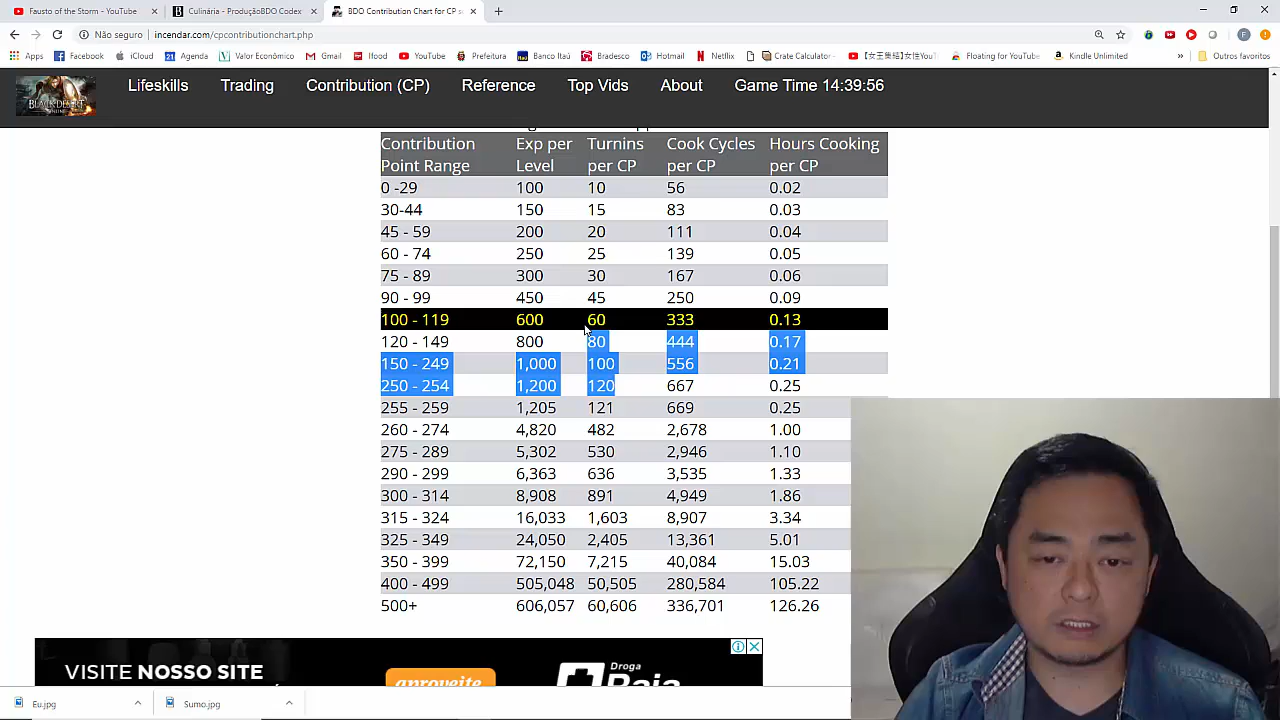 Fausto of the Storm - YouTube
Culinária - ProduçãoBDO Codex
BDO Contribution Chart for CP s
Não seguro | incendar.com/cpcontributionchart.php
Apps Facebook iCloud Agenda Valor Econômico Gmail Ifood YouTube Prefeitura Banco Itaú Bradesco Hotmail Netflix Crate Calculator - Floating for YouTube Kindle Unlimited Outros favoritos
BLACK DESERT
Lifeskills Trading Contribution (CP) Reference Top Vids About Game Time 14:39:56
Contribution Point Range Exp per Level Turnins per CP Cook Cycles per CP Hours Cooking per CP
0 -29 100 10 56 0.02
30-44 150 15 83 0.03
45 - 59 200 20 111 0.04
60 - 74 250 25 139 0.05
75 - 89 300 30 167 0.06
90 - 99 450 45 250 0.09
100 - 119 600 60 333 0.13
120 - 149 800 80 444 0.17
150 - 249 1,000 100 556 0.21
250 - 254 1,200 120 667 0.25
255 - 259 1,205 121 669 0.25
260 - 274 4,820 482 2,678 1.00
275 - 289 5,302 530 2,946 1.10
290 - 299 6,363 636 3,535 1.33
300 - 314 8,908 891 4,949 1.86
315 - 324 16,033 1,603 8,907 3.34
325 - 349 24,050 2,405 13,361 5.01
350 - 399 72,150 7,215 40,084 15.03
400 - 499 505,048 50,505 280,584 105.22
500+ 606,057 60,606 336,701 126.26
VISITE NOSSO SITE
aproveite
Droga
Raia
Eu.jpg
Sumo.jpg